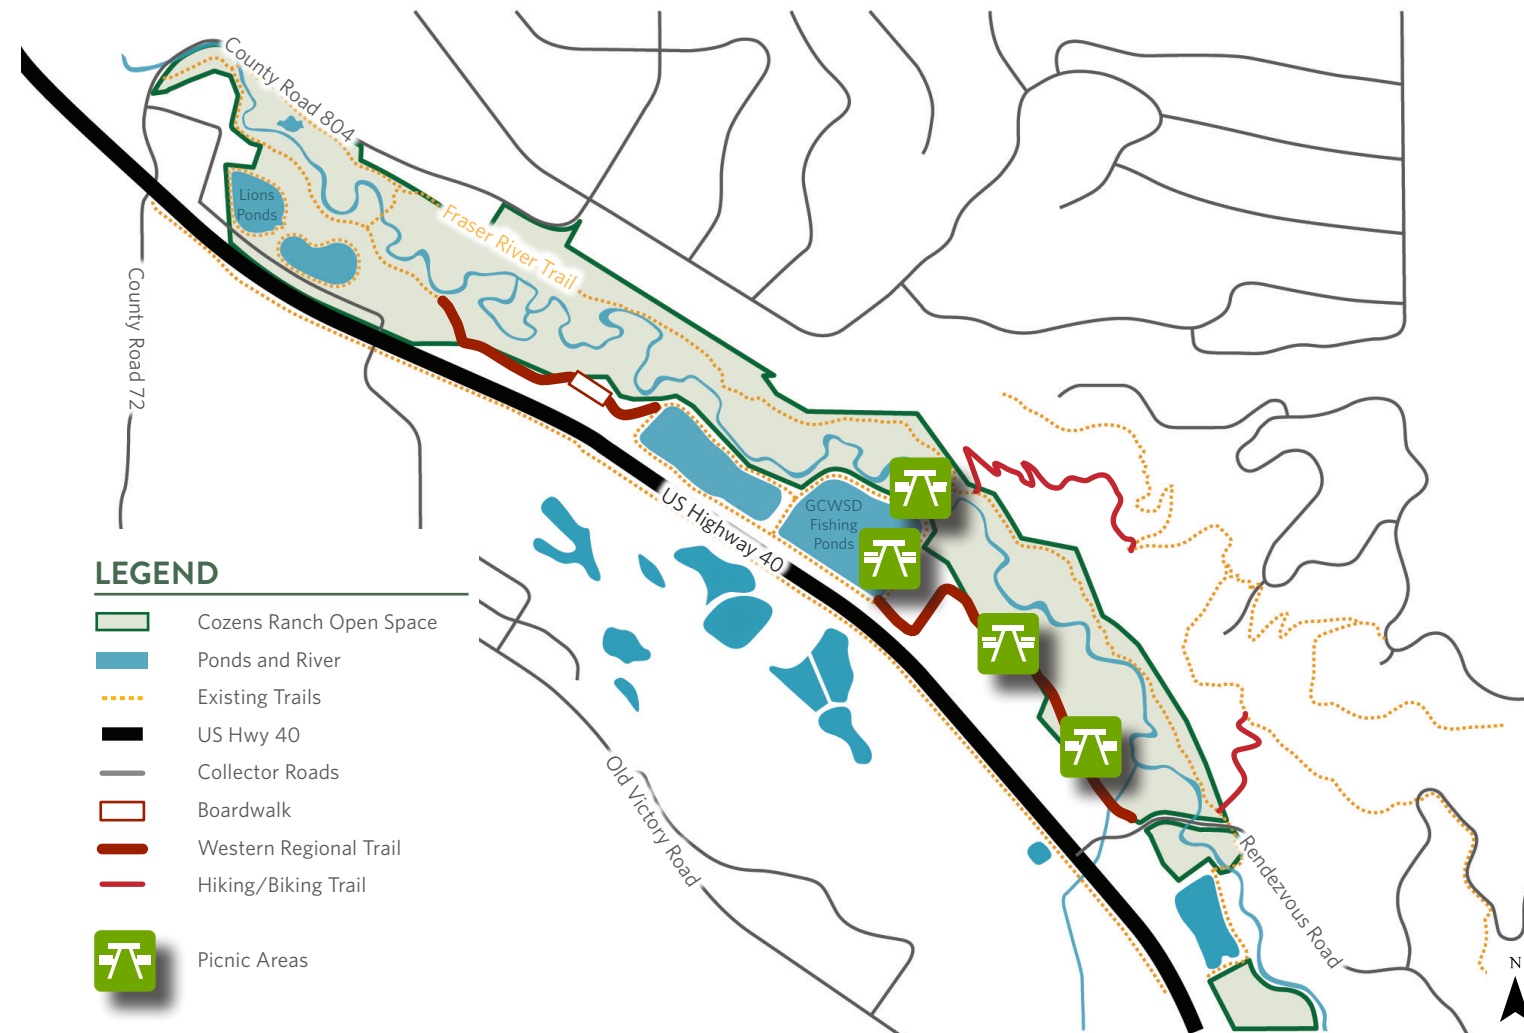 County Road 804
Lions
Ponds
Fraser River Trail
County Road 72
US Highway 40
GCWSD
Fishing
Ponds
Old Victory Road
Rendezvous Road
N
LEGEND
Cozens Ranch Open Space
Ponds and River
Existing Trails
US Hwy 40
Collector Roads
Boardwalk
Western Regional Trail
Hiking/Biking Trail
Picnic Areas